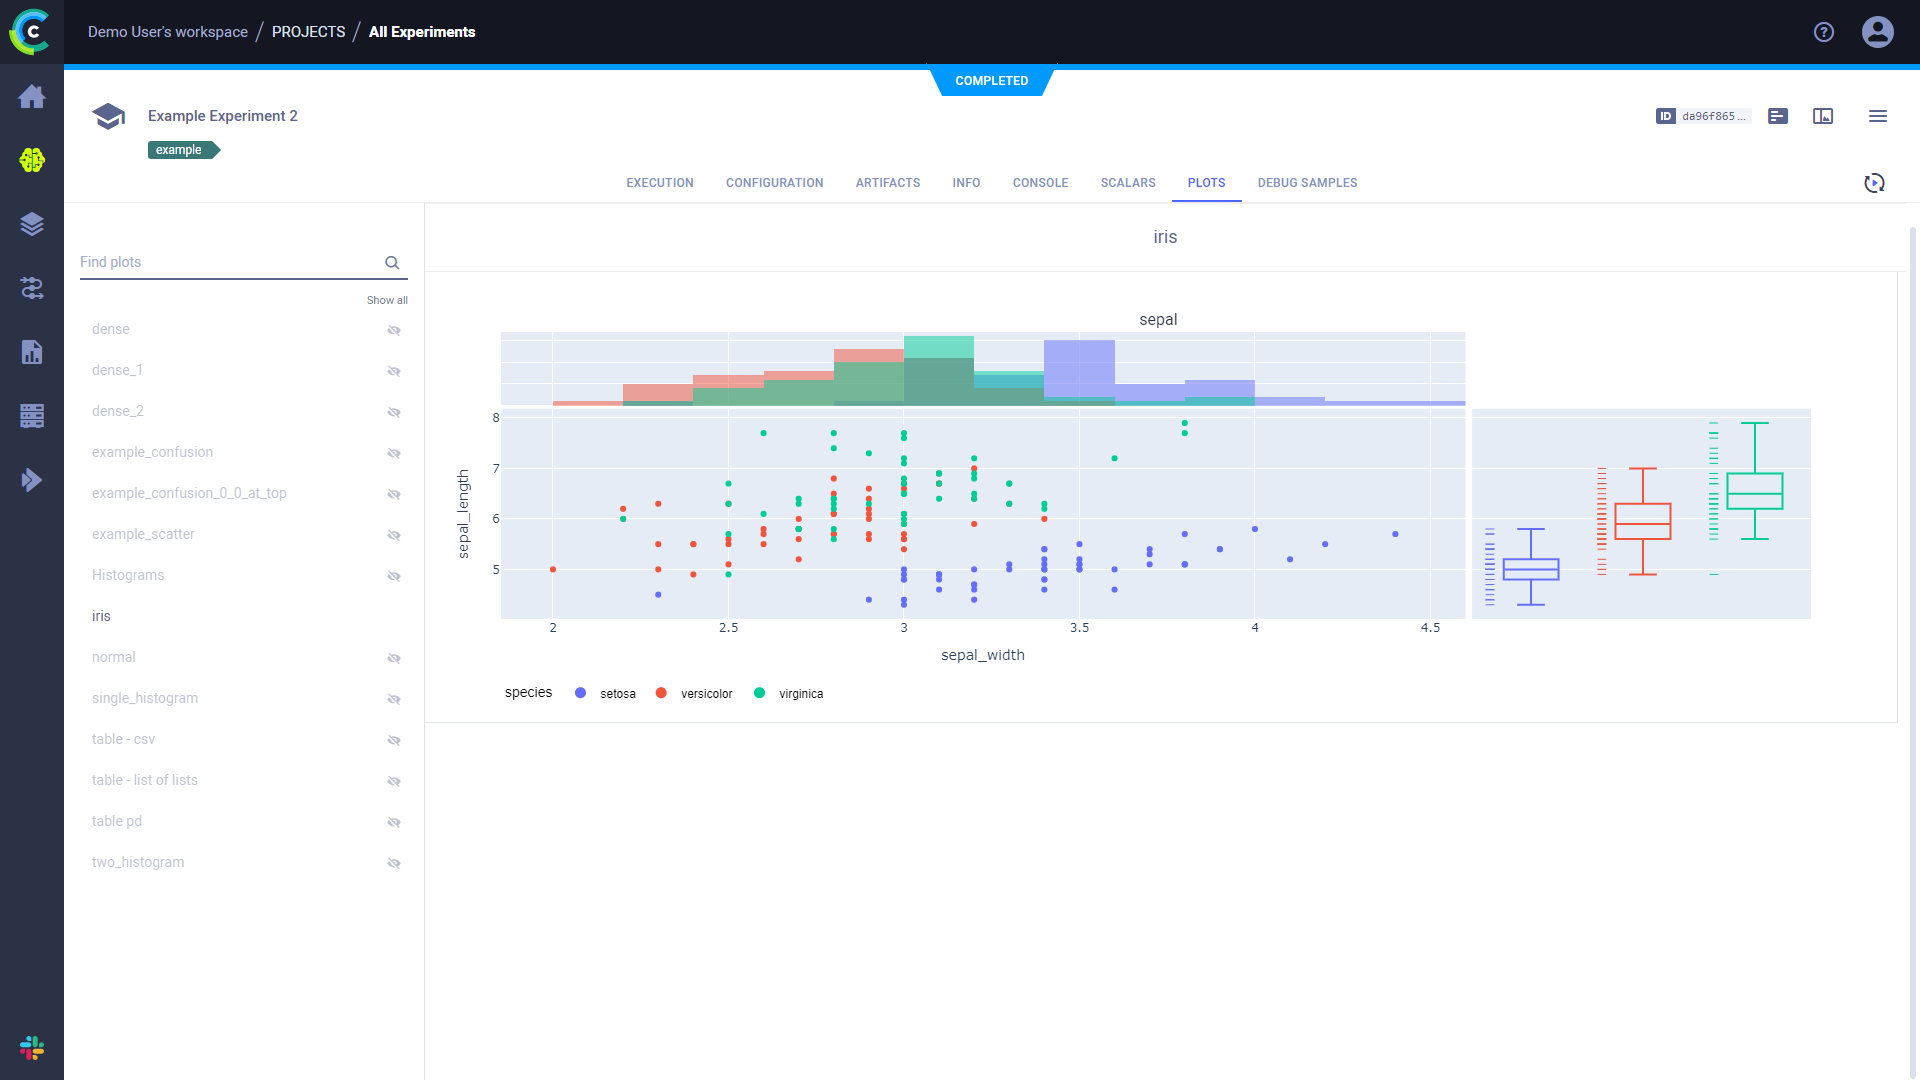 Demo User's workspace / PROJECTS / All Experiments
COMPLETED
Example Experiment 2
ID da96f865 ...
example
EXECUTION CONFIGURATION ARTIFACTS INFO CONSOLE SCALARS PLOTS DEBUG SAMPLES
Find plots
Show all
dense
dense_1
dense_2
example_confusion
example_confusion_0_0_at_top
example_scatter
Histograms
iris
normal
single_histogram
table - csv
table - list of lists
table pd
two_histogram
iris
sepal
8
7
6
5
sepal_length
2 2.5 3 3.5 4 4.5
sepal_width
species setosa versicolor virginica